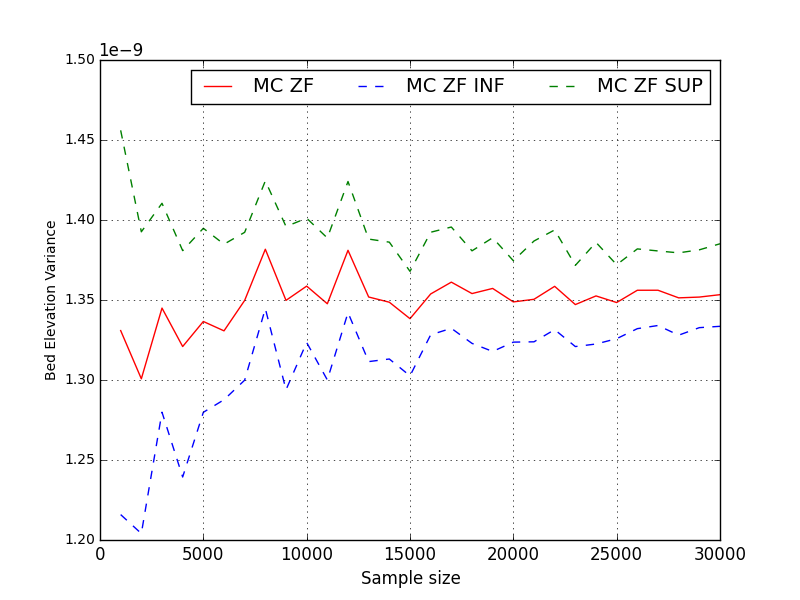 1e−9
MC ZF
MC ZF INF
MC ZF SUP
1.50
1.45
1.40
1.35
1.30
1.25
1.20
Bed Elevation Variance
0
5000
10000
15000
20000
25000
30000
Sample size